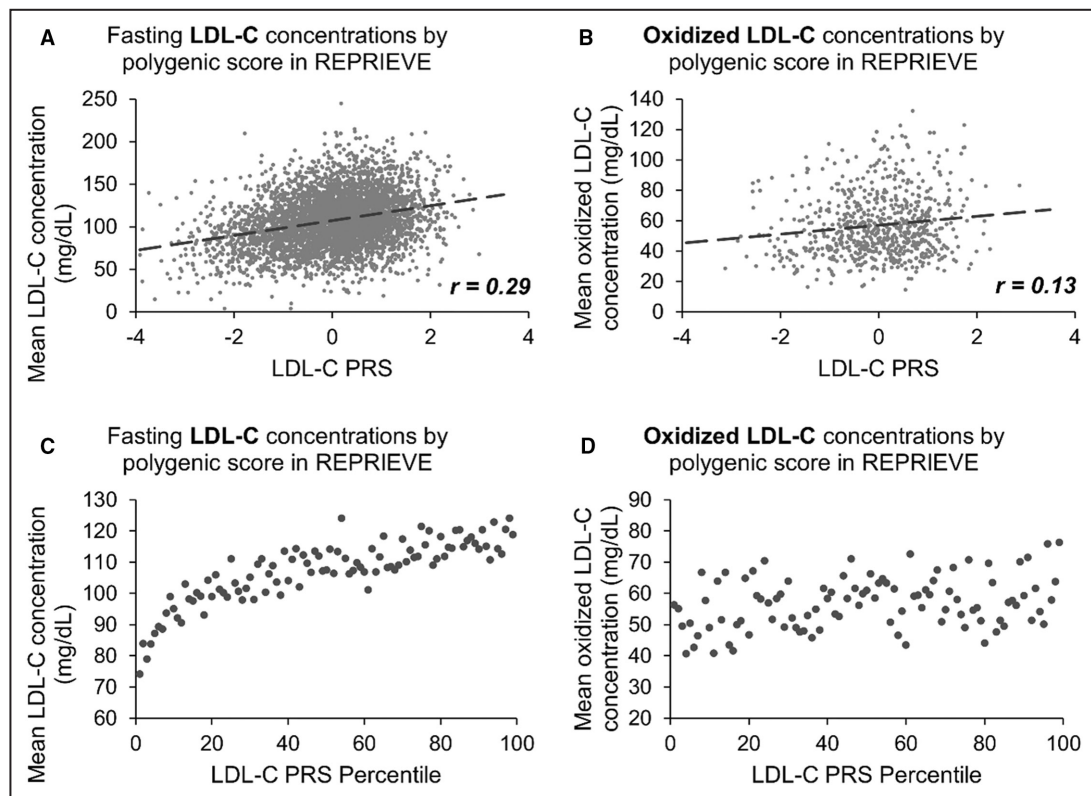 A
Fasting LDL-C concentrations by
polygenic score in REPRIEVE
Mean LDL-C concentration
(mg/dL)
250
200
150
100
50
0
r = 0.29
-4
-2
0
2
4
LDL-C PRS
B
Oxidized LDL-C concentrations by
polygenic score in REPRIEVE
Mean oxidized LDL-C
concentration (mg/dL)
140
120
100
80
60
40
20
0
r = 0.13
-4
-2
0
2
4
LDL-C PRS
C
Fasting LDL-C concentrations by
polygenic score in REPRIEVE
Mean LDL-C concentration
(mg/dL)
130
120
110
100
90
80
70
60
0
20
40
60
80
100
LDL-C PRS Percentile
D
Oxidized LDL-C concentrations by
polygenic score in REPRIEVE
Mean oxidized LDL-C
concentration (mg/dL)
90
80
70
60
50
40
30
20
0
20
40
60
80
100
LDL-C PRS Percentile